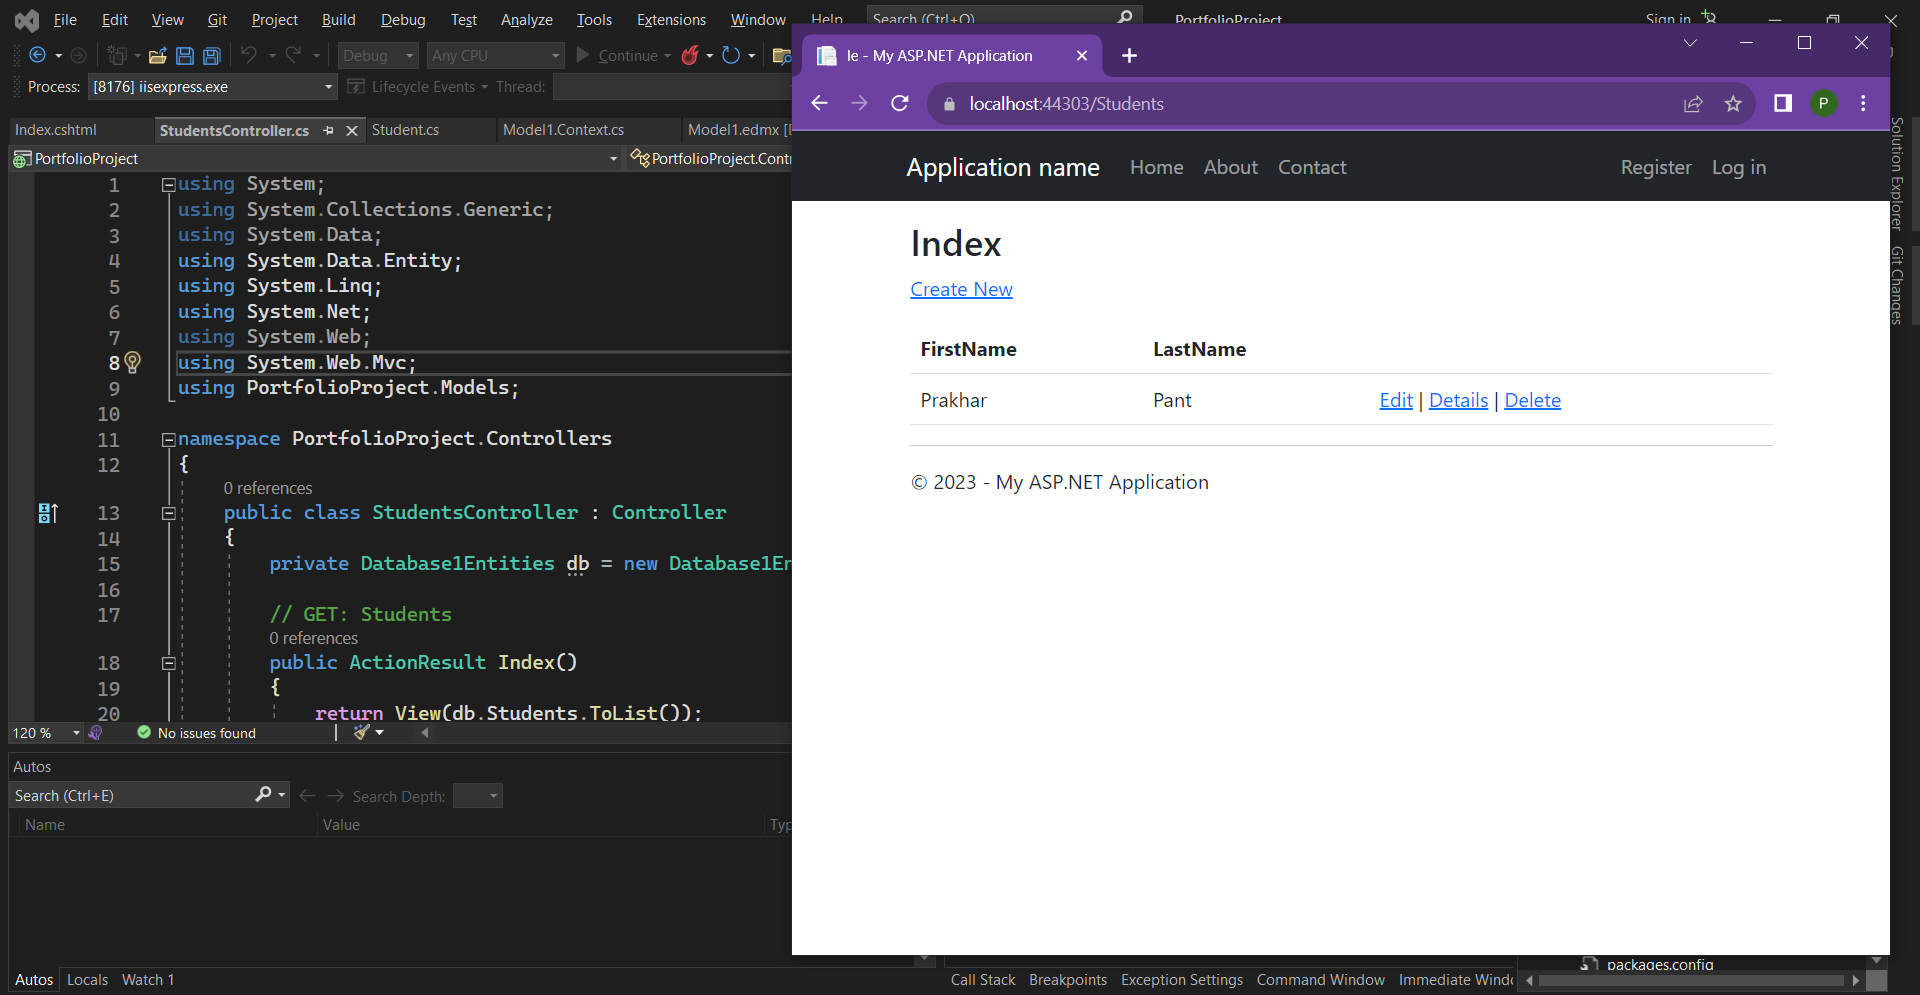 File Edit View Git Project Build Debug Test Analyze Tools Extensions Window Help Search (Ctrl+Q) PortfolioProject Sign in
Debug Any CPU Continue
Process: [8176] iisexpress.exe Lifecycle Events Thread:
Index.cshtml StudentsController.cs Student.cs Model1.Context.cs Model1.edmx [
PortfolioProject PortfolioProject.Contr
1 using System;
2 using System.Collections.Generic;
3 using System.Data;
4 using System.Data.Entity;
5 using System.Linq;
6 using System.Net;
7 using System.Web;
8 using System.Web.Mvc;
9 using PortfolioProject.Models;
10
11 namespace PortfolioProject.Controllers
12 {
0 references
13 public class StudentsController : Controller
14 {
15 private Database1Entities db = new Database1En
16
17 // GET: Students
0 references
18 public ActionResult Index()
19 {
20 return View(db.Students.ToList());
120 % No issues found
Autos
Search (Ctrl+E) Search Depth:
Name Value Typ
Autos Locals Watch 1
le - My ASP.NET Application
localhost:44303/Students
P
Application name Home About Contact Register Log in
Index
Create New
FirstName LastName
Prakhar Pant Edit | Details | Delete
© 2023 - My ASP.NET Application
Solution Explorer
Git Changes
packages.config
Call Stack Breakpoints Exception Settings Command Window Immediate Windo